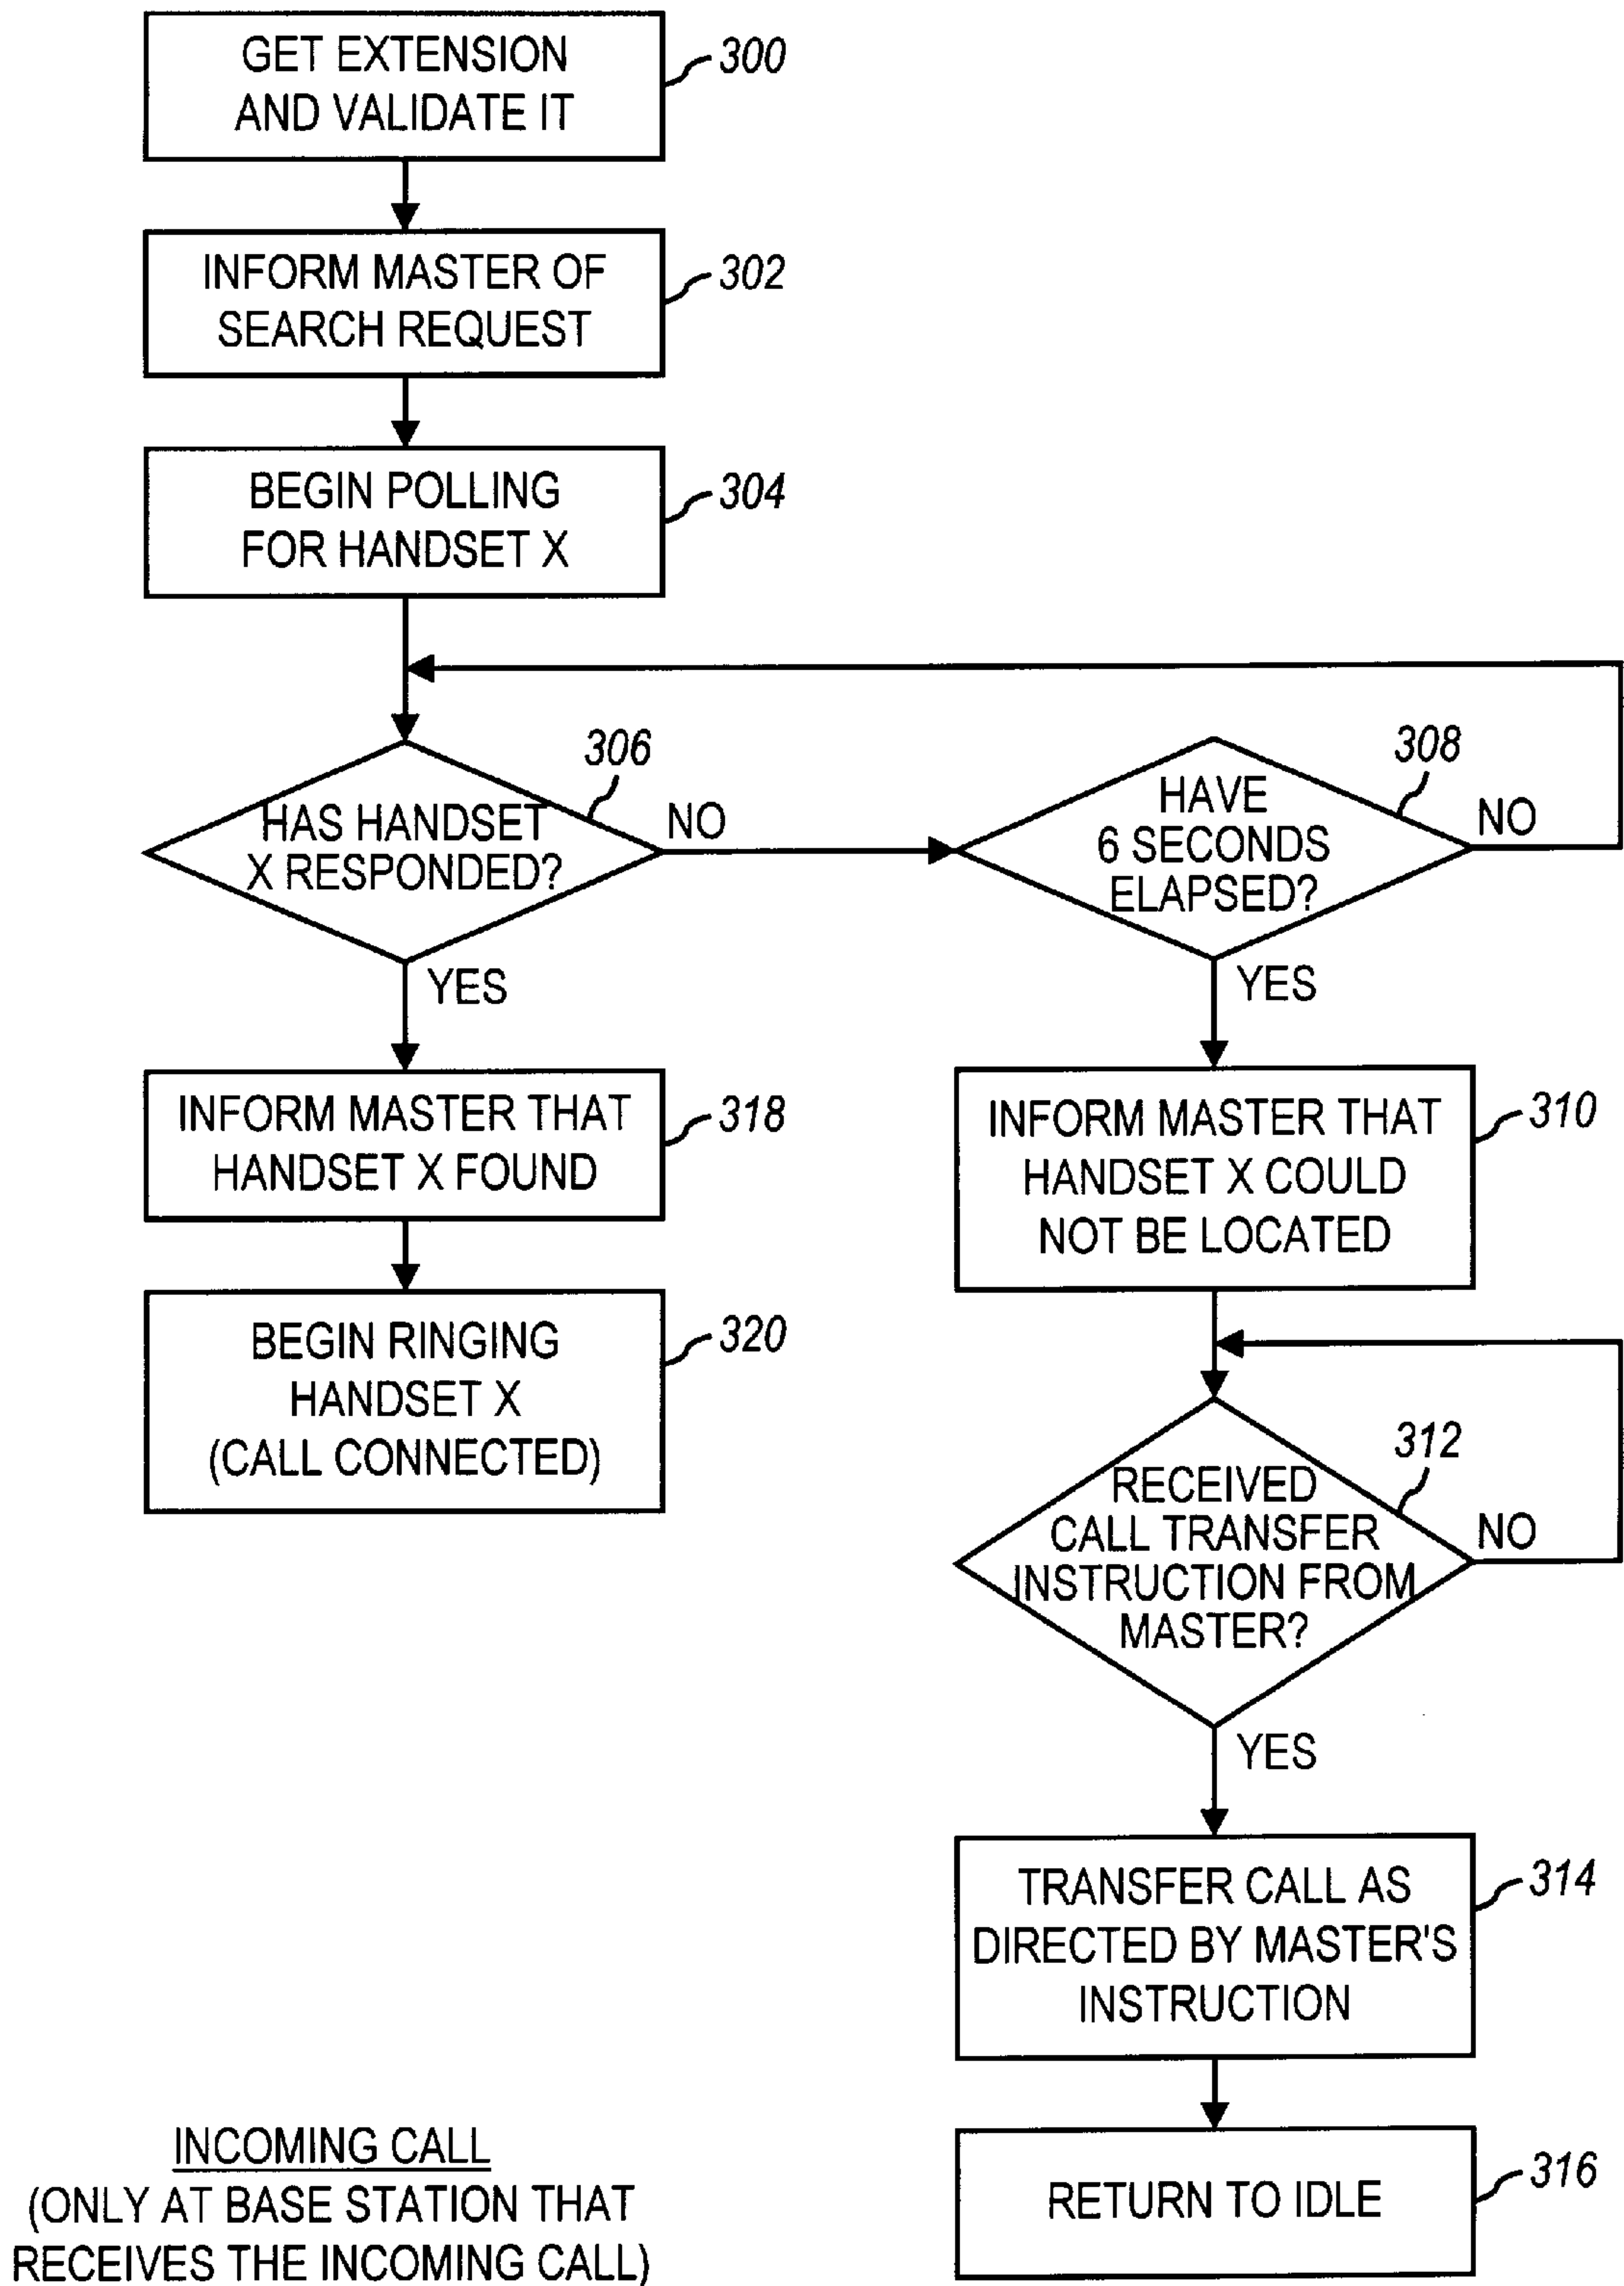 GET EXTENSION
AND VALIDATE IT
300
INFORM MASTER OF
SEARCH REQUEST
302
BEGIN POLLING
FOR HANDSET X
304
HAS HANDSET
X RESPONDED?
306
NO
YES
HAVE
6 SECONDS
ELAPSED?
308
NO
YES
INFORM MASTER THAT
HANDSET X FOUND
318
INFORM MASTER THAT
HANDSET X COULD
NOT BE LOCATED
310
BEGIN RINGING
HANDSET X
(CALL CONNECTED)
320
RECEIVED
CALL TRANSFER
INSTRUCTION FROM
MASTER?
312
NO
YES
TRANSFER CALL AS
DIRECTED BY MASTER'S
INSTRUCTION
314
RETURN TO IDLE
316
INCOMING CALL
(ONLY AT BASE STATION THAT
RECEIVES THE INCOMING CALL)